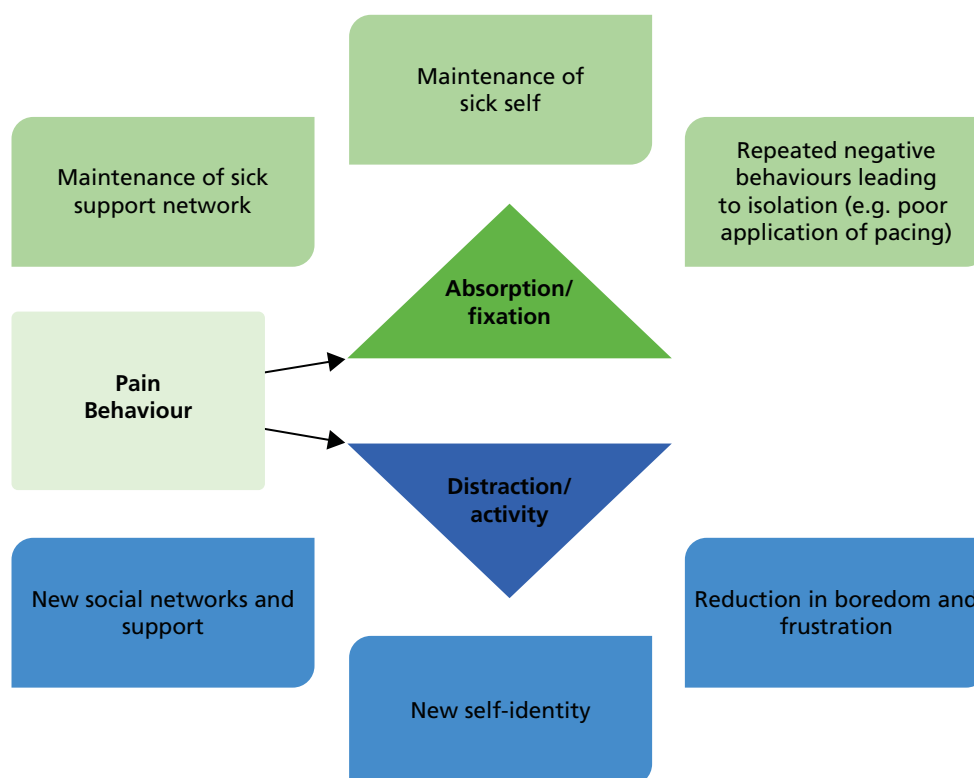 Maintenance of
sick self
Maintenance of sick
support network
Repeated negative
behaviours leading
to isolation (e.g. poor
application of pacing)
Absorption/
fixation
Pain
Behaviour
Distraction/
activity
New social networks and
support
Reduction in boredom and
frustration
New self-identity